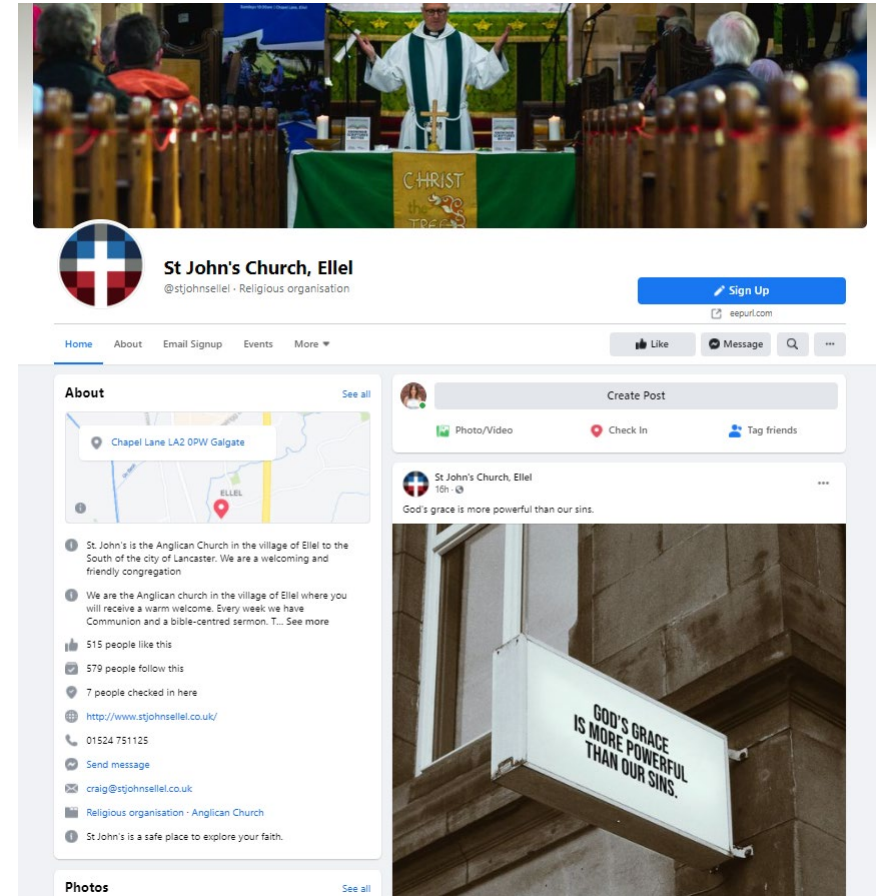 Sundays 10:30am | Chapel Lane, Ellel
CHRIST
the
TREE
St John's Church, Ellel
@stjohnsellel · Religious organisation
Sign Up
eepurl.com
Home About Email Signup Events More
Like Message
About See all
Chapel Lane LA2 0PW Galgate
ELLEL
St. John's is the Anglican Church in the village of Ellel to the
South of the city of Lancaster. We are a welcoming and
friendly congregation
We are the Anglican church in the village of Ellel where you
will receive a warm welcome. Every week we have
Communion and a bible-centred sermon. T... See more
515 people like this
579 people follow this
7 people checked in here
http://www.stjohnsellel.co.uk/
01524 751125
Send message
craig@stjohnsellel.co.uk
Religious organisation · Anglican Church
St John's is a safe place to explore your faith.
Photos See all
Create Post
Photo/Video Check In Tag friends
St John's Church, Ellel
16h ·
God's grace is more powerful than our sins.
GOD'S GRACE
IS MORE POWERFUL
THAN OUR SINS.